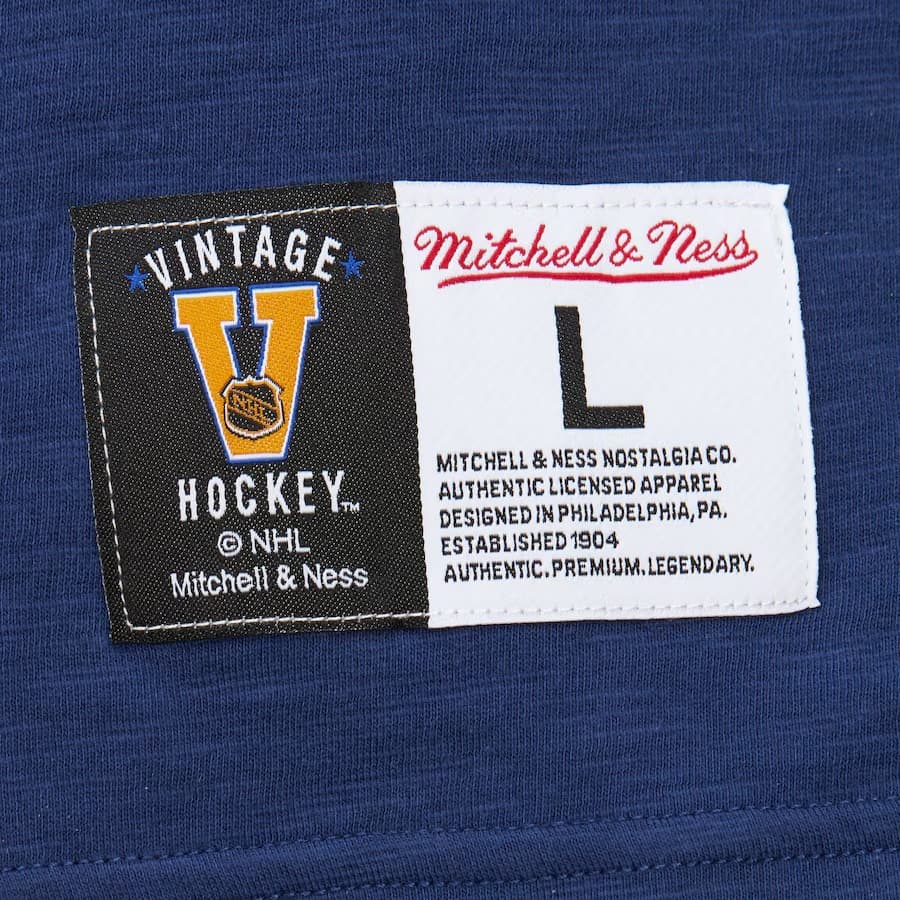 VINTAGE
V
NHL
HOCKEY™
© NHL
Mitchell & Ness
Mitchell & Ness
L
MITCHELL & NESS NOSTALGIA CO.
AUTHENTIC LICENSED APPAREL
DESIGNED IN PHILADELPHIA, PA.
ESTABLISHED 1904
AUTHENTIC. PREMIUM. LEGENDARY.